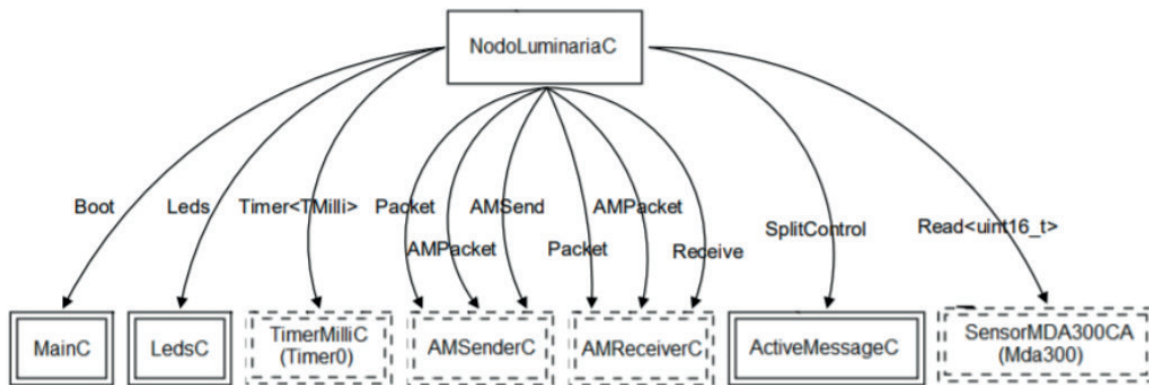 NodoLuminariaC
Boot
Leds
Timer<TMilli>
Packet
AMSend
AMPacket
AMPacket
Packet
Receive
SplitControl
Read<uint16_t>
MainC
LedsC
TimerMilliC
(Timer0)
AMSenderC
AMReceiverC
ActiveMessageC
SensorMDA300CA
(Mda300)